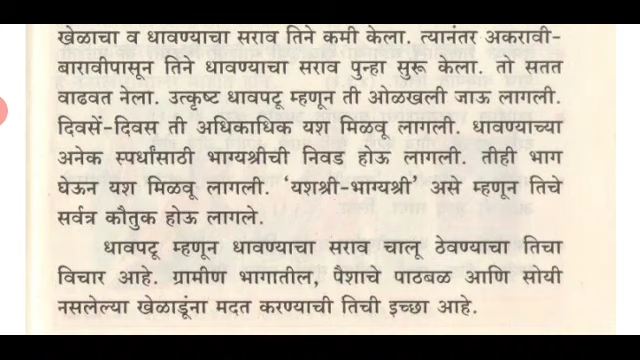 खेळाचा व धावण्याचा सराव तिने कमी केला. त्यानंतर अकरावी-
बारावीपासून तिने धावण्याचा सराव पुन्हा सुरू केला. तो सतत
वाढवत नेला. उत्कृष्ट धावपटू म्हणून ती ओळखली जाऊ लागली.
दिवसें-दिवस ती अधिकाधिक यश मिळवू लागली. धावण्याच्या
अनेक स्पर्धांसाठी भाग्यश्रीची निवड होऊ लागली. तीही भाग
घेऊन यश मिळवू लागली. ‘यशश्री-भाग्यश्री’ असे म्हणून तिचे
सर्वत्र कौतुक होऊ लागले.
धावपटू म्हणून धावण्याचा सराव चालू ठेवण्याचा तिचा
विचार आहे. ग्रामीण भागातील, पैशाचे पाठबळ आणि सोयी
नसलेल्या खेळाडूंना मदत करण्याची तिची इच्छा आहे.